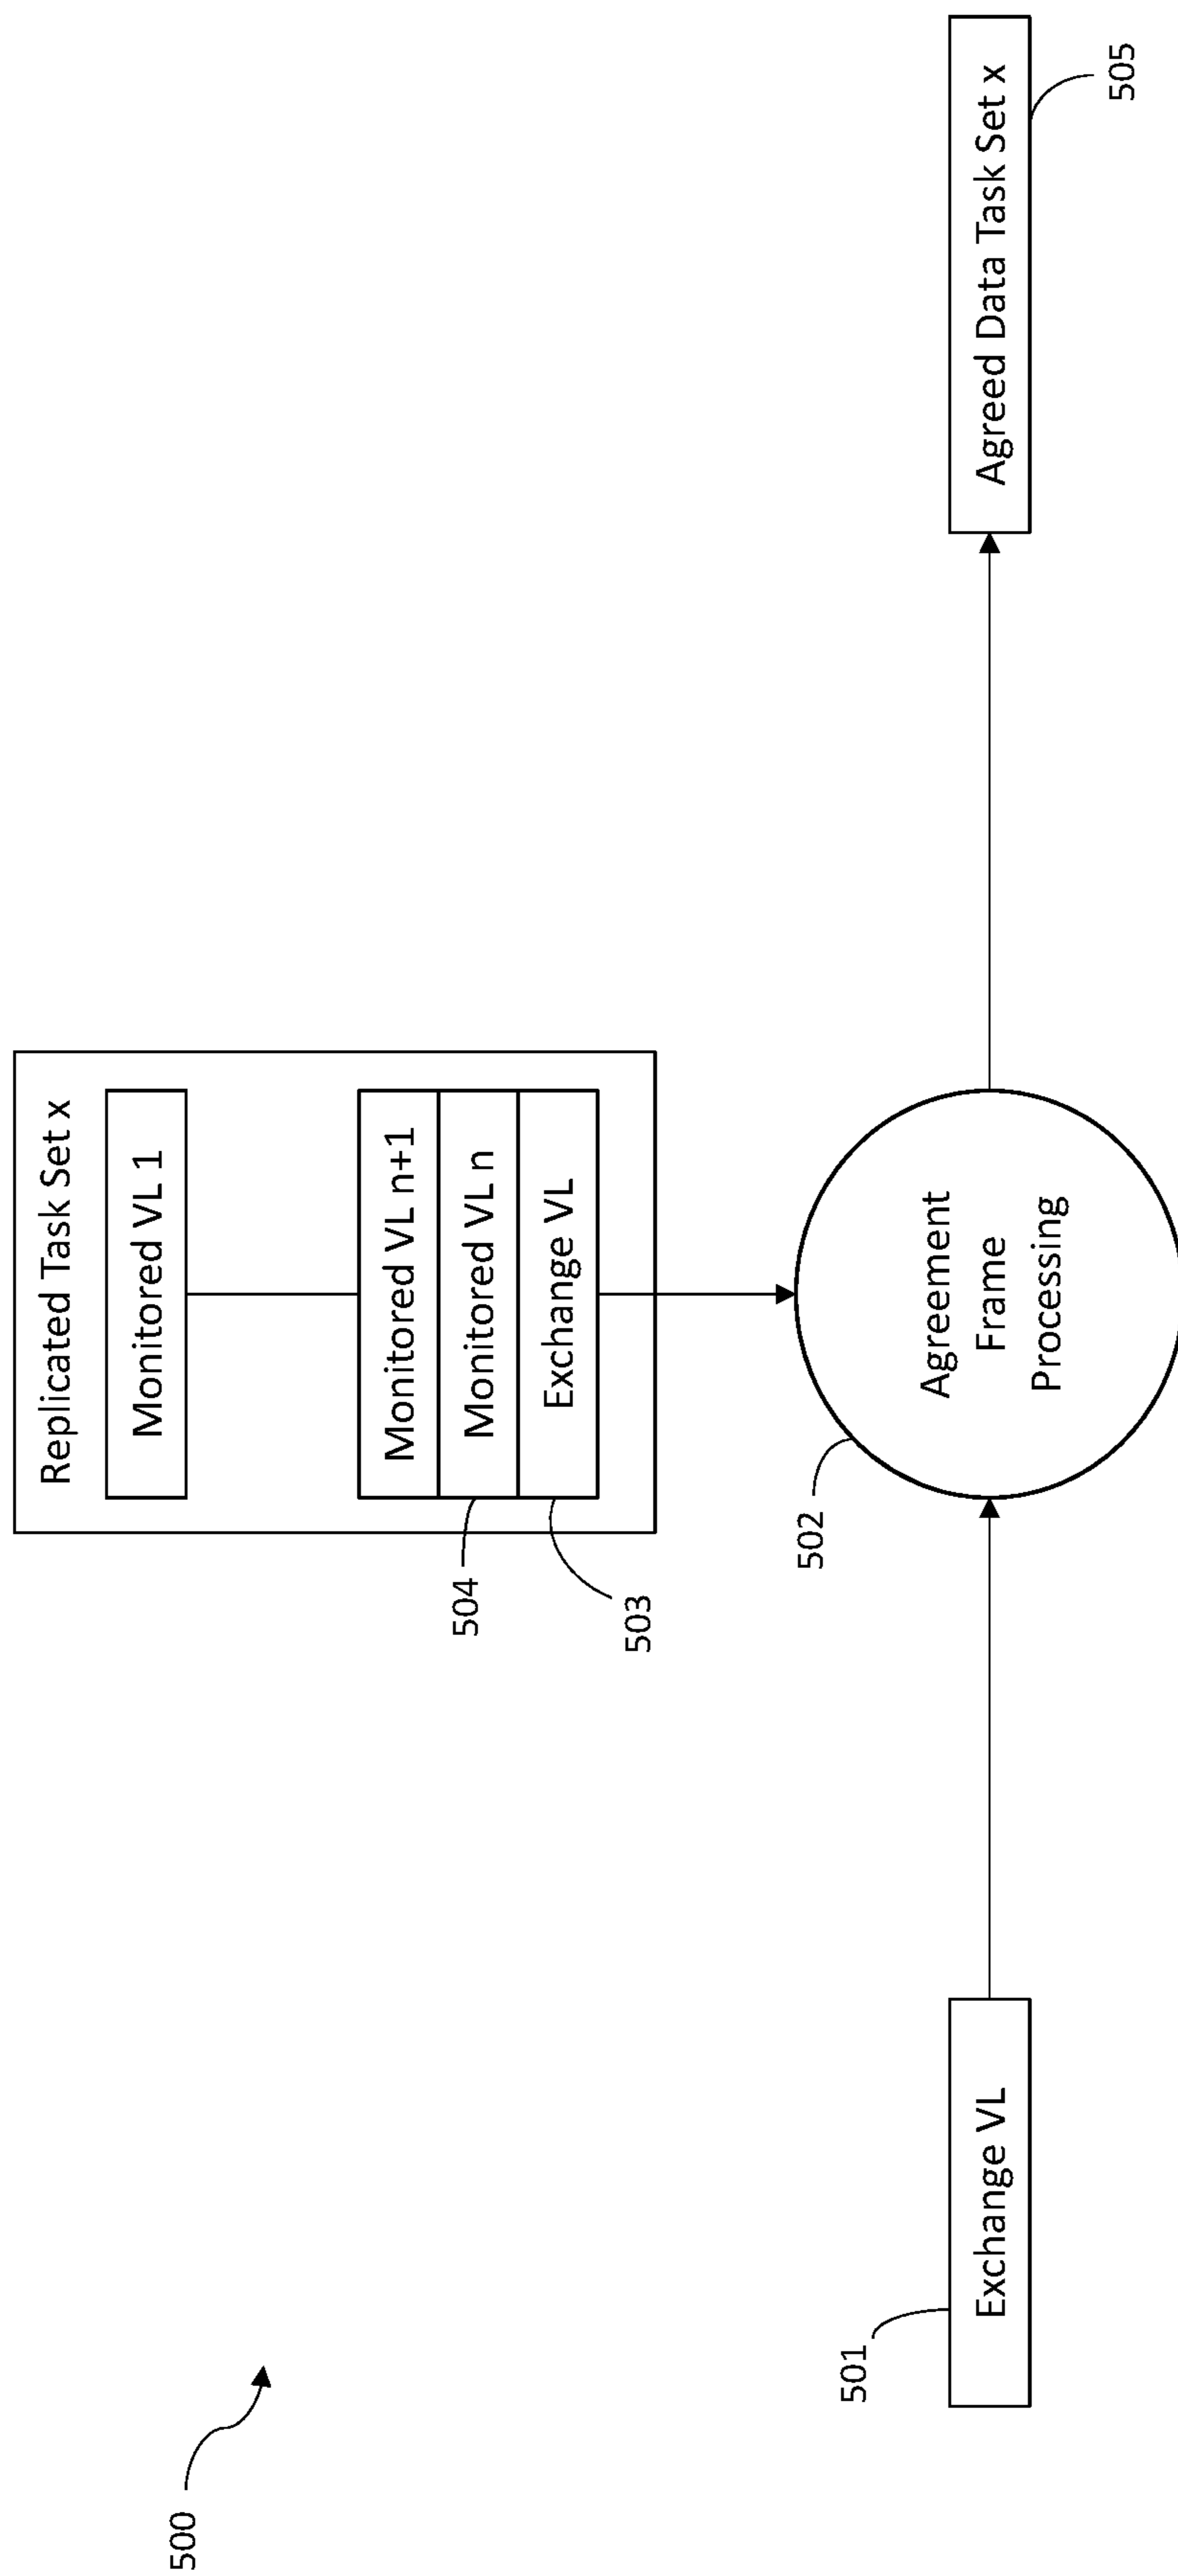 500
Replicated Task Set x
Monitored VL 1
Monitored VL n+1
Monitored VL n
Exchange VL
504
503
502
501
Exchange VL
Agreement
Frame
Processing
Agreed Data Task Set x
505